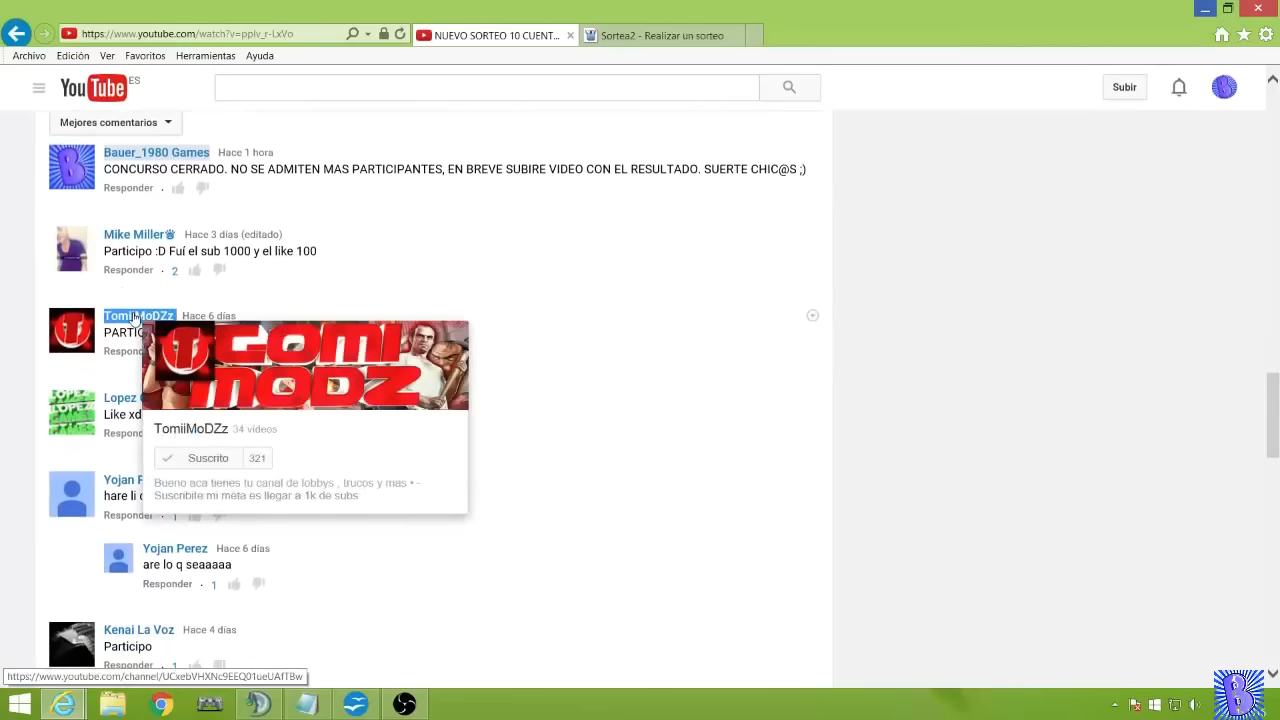 https://www.youtube.com/watch?v=pplv_r-LxVo
NUEVO SORTEO 10 CUENT...
Sortea2 - Realizar un sorteo
Archivo Edición Ver Favoritos Herramientas Ayuda
YouTube ES
Subir
Mejores comentarios
Bauer_1980 Games Hace 1 hora
CONCURSO CERRADO. NO SE ADMITEN MAS PARTICIPANTES, EN BREVE SUBIRE VIDEO CON EL RESULTADO. SUERTE CHIC@S ;)
Responder
Mike Miller♕ Hace 3 días (editado)
Participo :D Fuí el sub 1000 y el like 100
Responder · 2
TomiiMoDZz Hace 6 días
PARTIC
Respond
TOMI
MODZ
TomiiMoDZz 34 vídeos
Suscrito 321
Bueno aca tienes tu canal de lobbys , trucos y mas • -
Suscribite mi meta es llegar a 1k de subs
Lopez
Like xd
Respond
Yojan P
hare li
Responder · 1
Yojan Perez Hace 6 días
are lo q seaaaaa
Responder · 1
Kenai La Voz Hace 4 días
Participo
Responder 1
https://www.youtube.com/channel/UCxebVHXNc9EEQ01ueUAfTBw